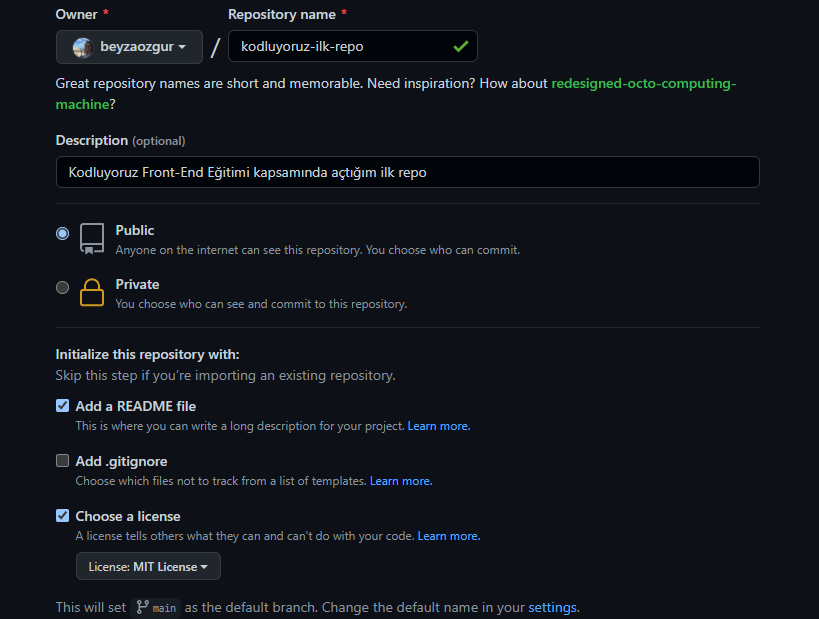 Owner * Repository name *
beyzaozgur / kodluyoruz-ilk-repo
Great repository names are short and memorable. Need inspiration? How about redesigned-octo-computing-
machine?
Description (optional)
Kodluyoruz Front-End Eğitimi kapsamında açtığım ilk repo
Public
Anyone on the internet can see this repository. You choose who can commit.
Private
You choose who can see and commit to this repository.
Initialize this repository with:
Skip this step if you’re importing an existing repository.
Add a README file
This is where you can write a long description for your project. Learn more.
Add .gitignore
Choose which files not to track from a list of templates. Learn more.
Choose a license
A license tells others what they can and can't do with your code. Learn more.
License: MIT License
This will set main as the default branch. Change the default name in your settings.